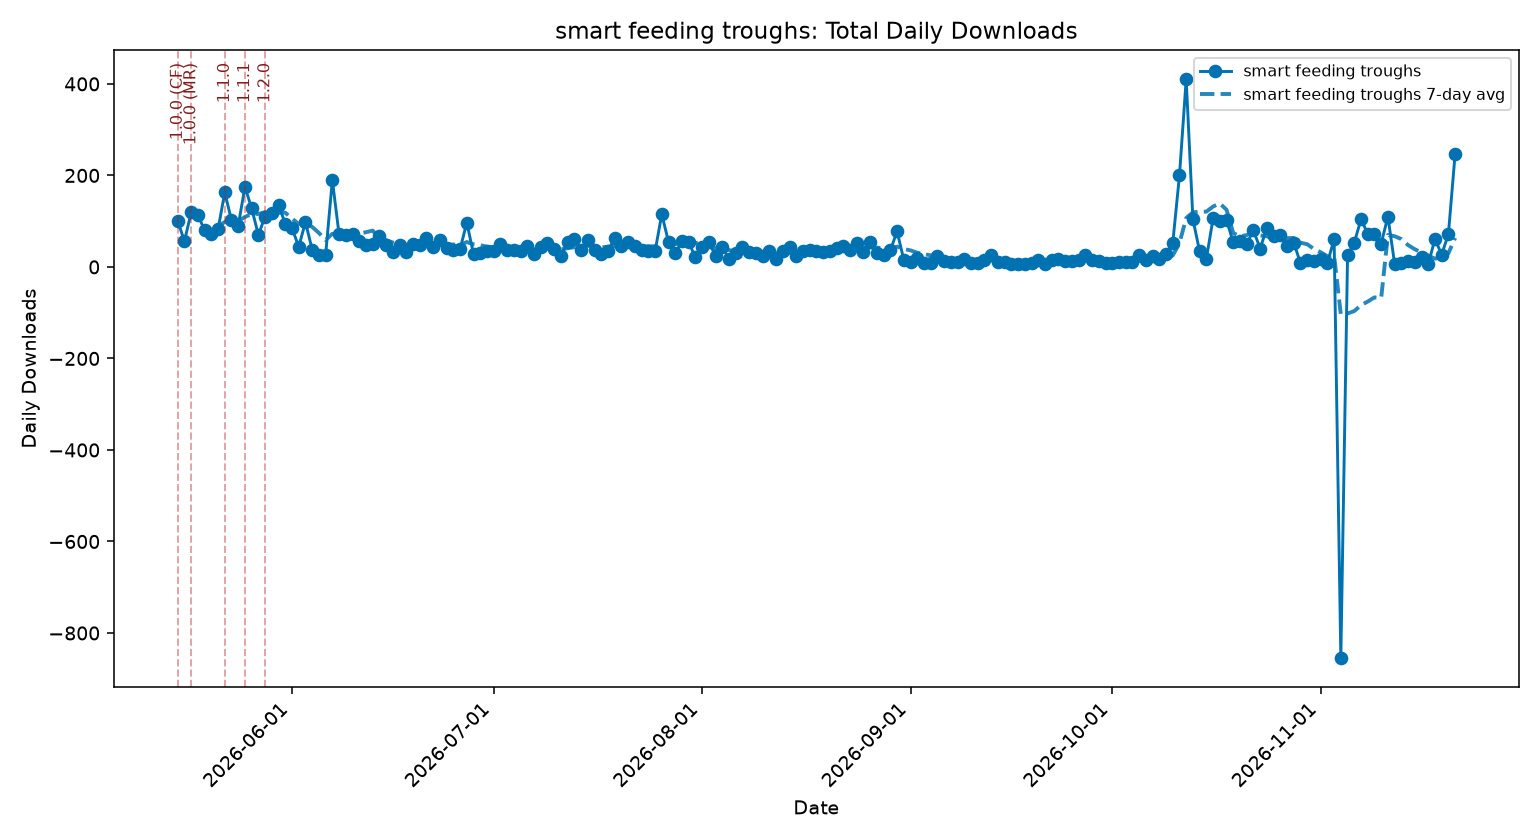 smart feeding troughs: Total Daily Downloads
1.0.0 (CF)
1.0.0 (MR)
1.1.0
1.1.1
1.2.0
smart feeding troughs
smart feeding troughs 7-day avg
Daily Downloads
400
200
0
−200
−400
−600
−800
2026-06-01
2026-07-01
2026-08-01
2026-09-01
2026-10-01
2026-11-01
Date